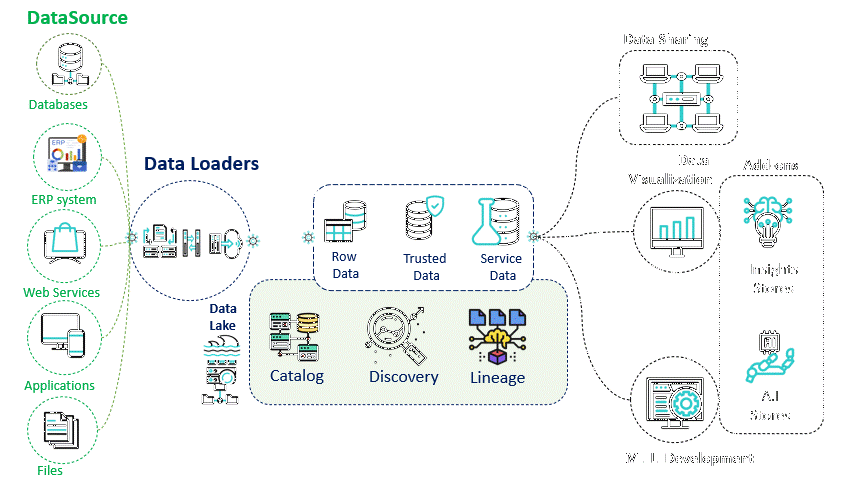 DataSource
Databases
ERP
ERP system
Web Services
Applications
Files
Data Loaders
Row
Data
Trusted
Data
Service
Data
Data
Lake
Catalog
Discovery
Lineage
Data Sharing
Data
Visualization
M.L Development
Add-ons
Insights
Stores
A.I
Stores